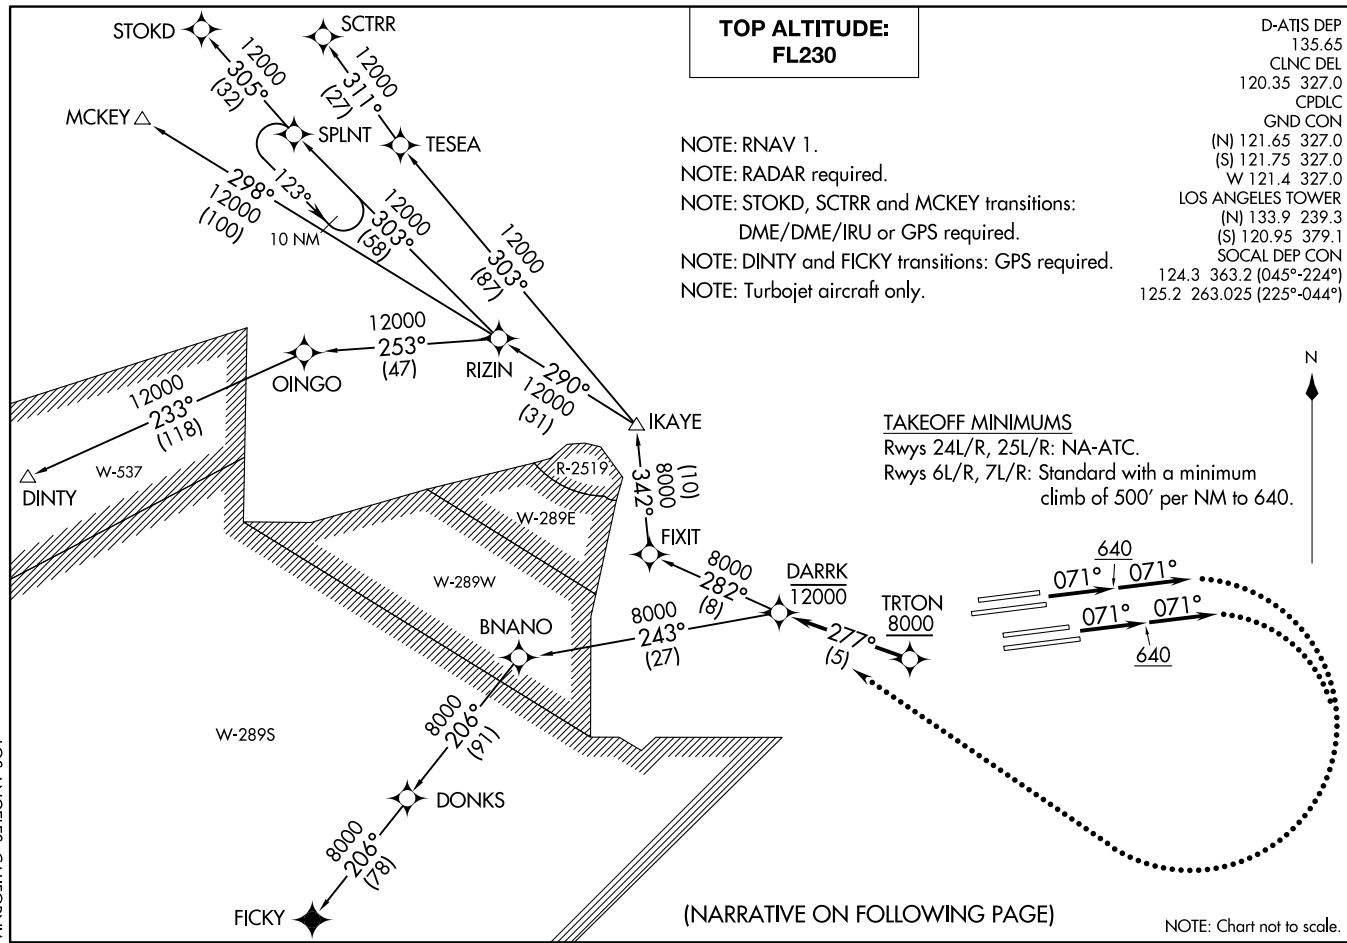 TOP ALTITUDE:
FL230
D-ATIS DEP
135.65
CLNC DEL
120.35 327.0
CPDLC
GND CON
(N) 121.65 327.0
(S) 121.75 327.0
W 121.4 327.0
LOS ANGELES TOWER
(N) 133.9 239.3
(S) 120.95 379.1
SOCAL DEP CON
124.3 363.2 (045°-224°)
125.2 263.025 (225°-044°)
NOTE: RNAV 1.
NOTE: RADAR required.
NOTE: STOKD, SCTRR and MCKEY transitions:
DME/DME/IRU or GPS required.
NOTE: DINTY and FICKY transitions: GPS required.
NOTE: Turbojet aircraft only.
STOKD
SCTRR
12000
305°
(32)
12000
311°
(27)
MCKEY
SPLNT
TESEA
298°
12000
(100)
123°
10 NM
12000
303°
(58)
12000
303°
(87)
12000
253°
(47)
OINGO
RIZIN
290°
12000
(31)
IKAYE
12000
233°
(118)
W-537
DINTY
R-2519
W-289E
W-289W
342°
8000
(10)
FIXIT
8000
282°
(8)
DARRK
12000
TRTON
8000
277°
(5)
8000
243°
(27)
BNANO
8000
206°
(91)
W-289S
DONKS
8000
206°
(78)
FICKY
N
TAKEOFF MINIMUMS
Rwys 24L/R, 25L/R: NA-ATC.
Rwys 6L/R, 7L/R: Standard with a minimum
climb of 500' per NM to 640.
640
071° 071°
071° 071°
640
(NARRATIVE ON FOLLOWING PAGE)
NOTE: Chart not to scale.